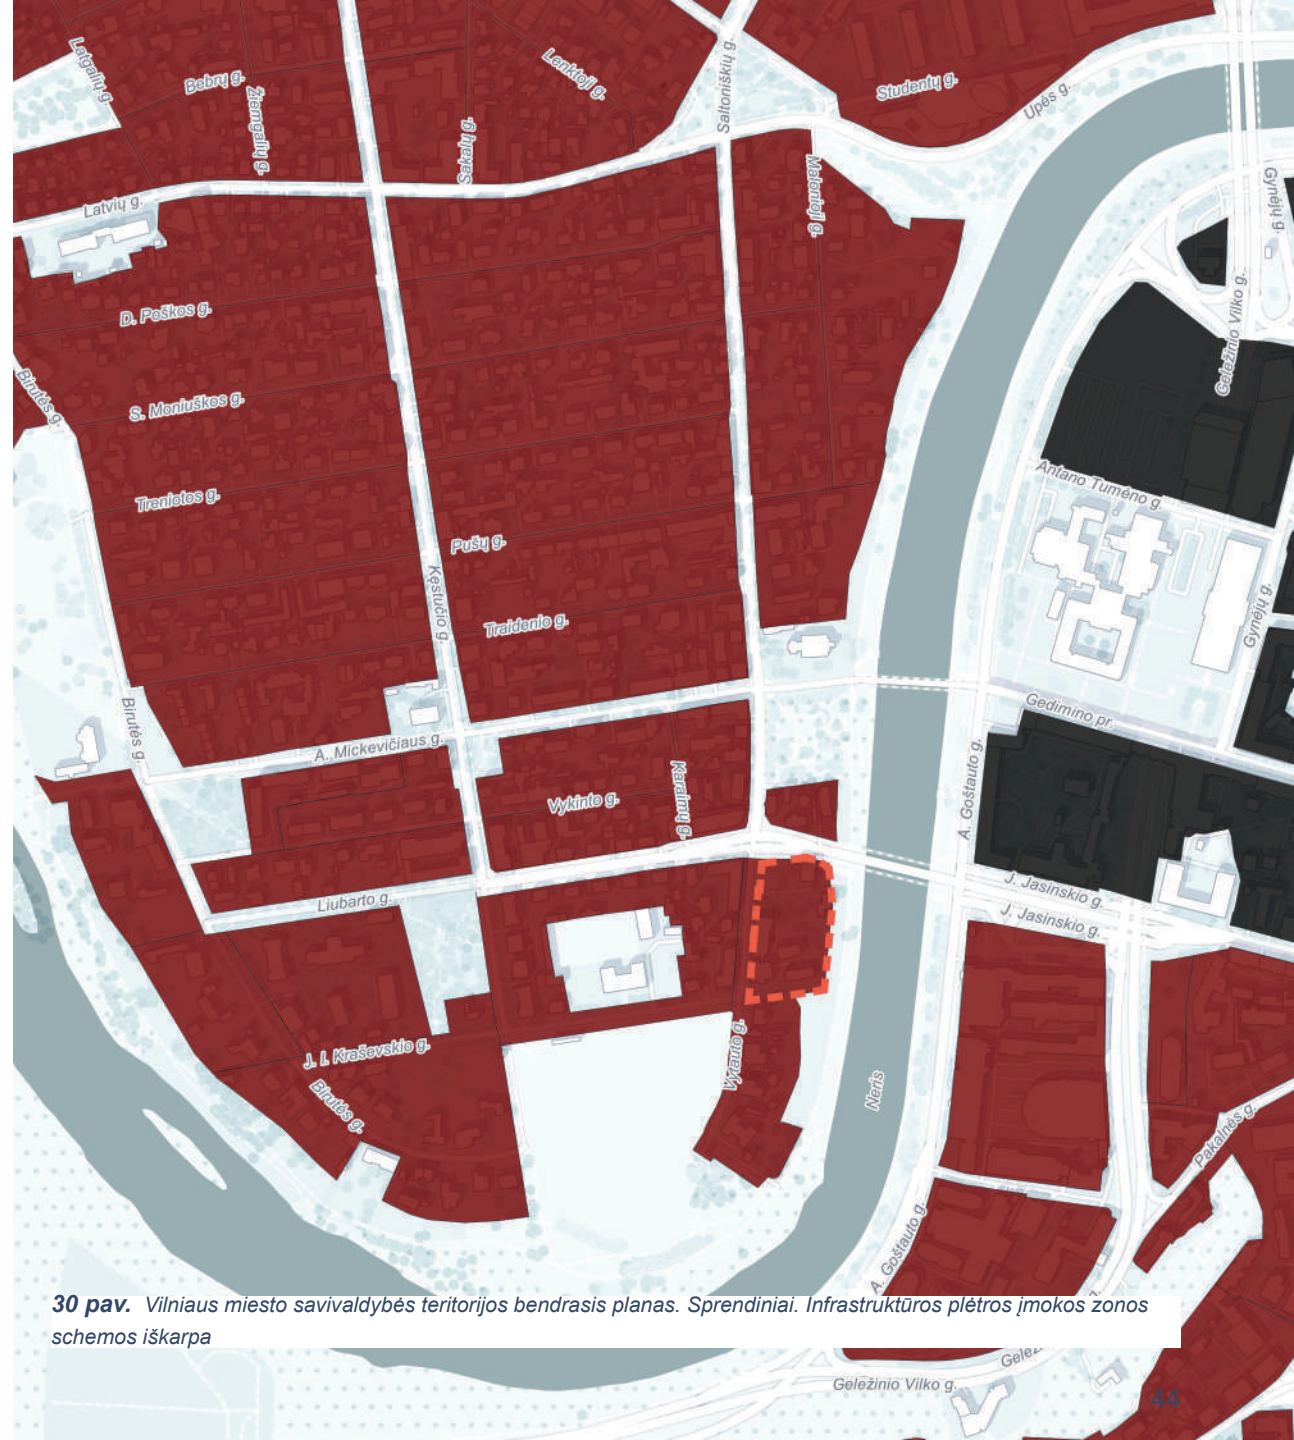 Latgalių g.
Bebrų g.
Žiemgalių g.
Lenktoji g.
Sakalų g.
Saltoniškių g.
Studentų g.
Upės g.
Latvių g.
Malonioji g.
Gynėjų g.
D. Poškos g.
Geležinio Vilko g.
Birutės g.
S. Moniuškos g.
Treniotos g.
Antano Tumėno g.
Pušų g.
Kęstučio g.
Gynėjų g.
Traidenio g.
Birutės g.
Gedimino pr.
A. Mickevičiaus g.
A. Goštauto g.
Karaimų g.
Vykinto g.
J. Jasinskio g.
Liubarto g.
J. Jasinskio g.
J. I. Kraševskio g.
Vytauto g.
Neris
Birutės g.
Pakalnės g.
A. Goštauto g.
30 pav. Vilniaus miesto savivaldybės teritorijos bendrasis planas. Sprendiniai. Infrastruktūros plėtros įmokos zonos
schemos iškarpa
Geležinio Vilko g.
44